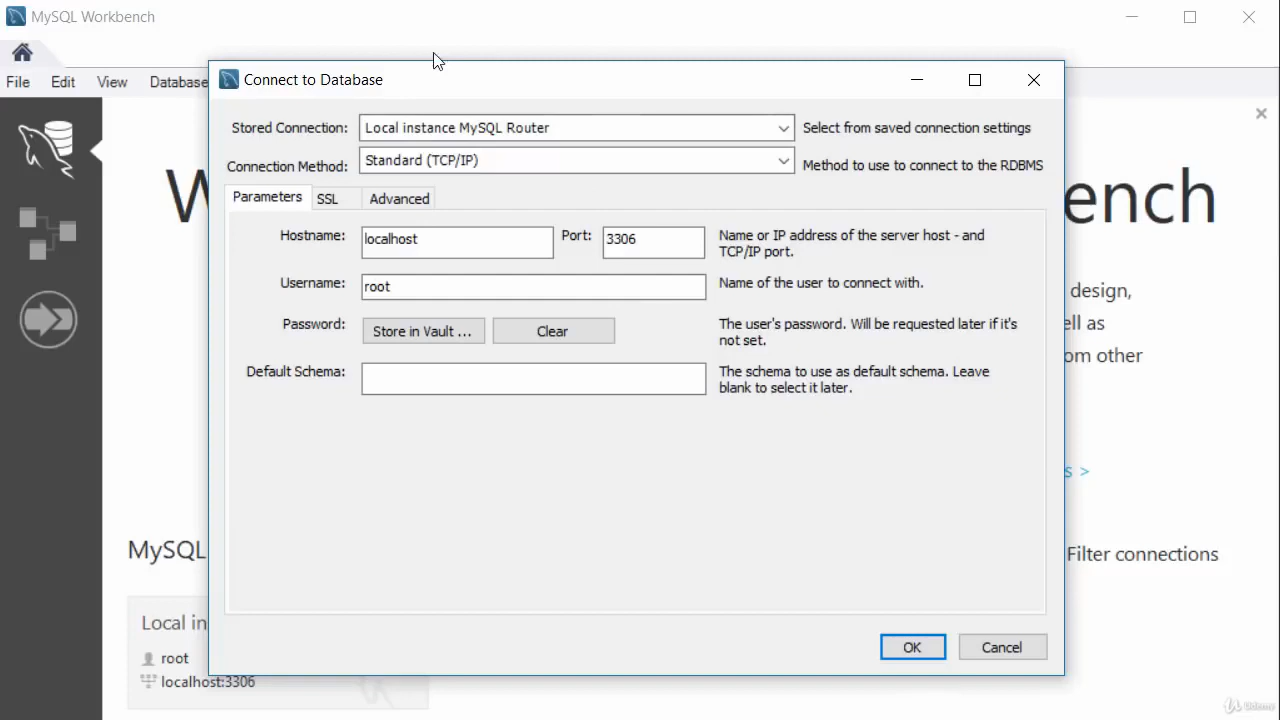 MySQL Workbench
File Edit View Database
Connect to Database
Stored Connection: Local instance MySQL Router Select from saved connection settings
Connection Method: Standard (TCP/IP) Method to use to connect to the RDBMS
Parameters SSL Advanced
Hostname: localhost Port: 3306 Name or IP address of the server host - and
TCP/IP port.
Username: root Name of the user to connect with.
Password: Store in Vault ... Clear The user's password. Will be requested later if it's
not set.
Default Schema: The schema to use as default schema. Leave
blank to select it later.
OK Cancel
W
ench
design,
ll as
om other
s >
MySQL
Filter connections
Local in
root
localhost:3306
Udemy